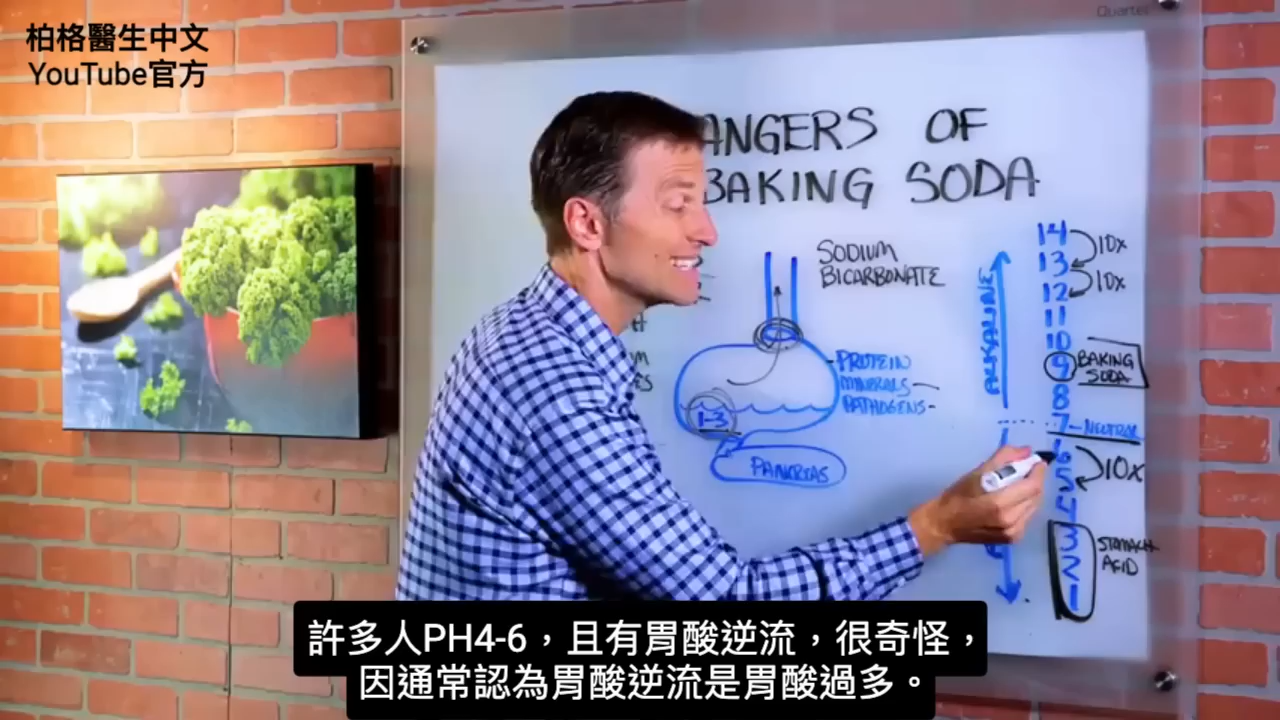 柏格醫生中文
YouTube官方
Quartet
ANGERS OF
BAKING SODA
SODIUM
BICARBONATE
PROTEIN
MINERALS
PATHOGENS
1-3
PANCREAS
ALKALINE
14
13
12
11
10
9
8
7
6
5
4
3
2
1
10X
10X
BAKING
SODA
NEUTRAL
10X
STOMACH
ACID
許多人PH4-6，且有胃酸逆流，很奇怪，
因通常認為胃酸逆流是胃酸過多。